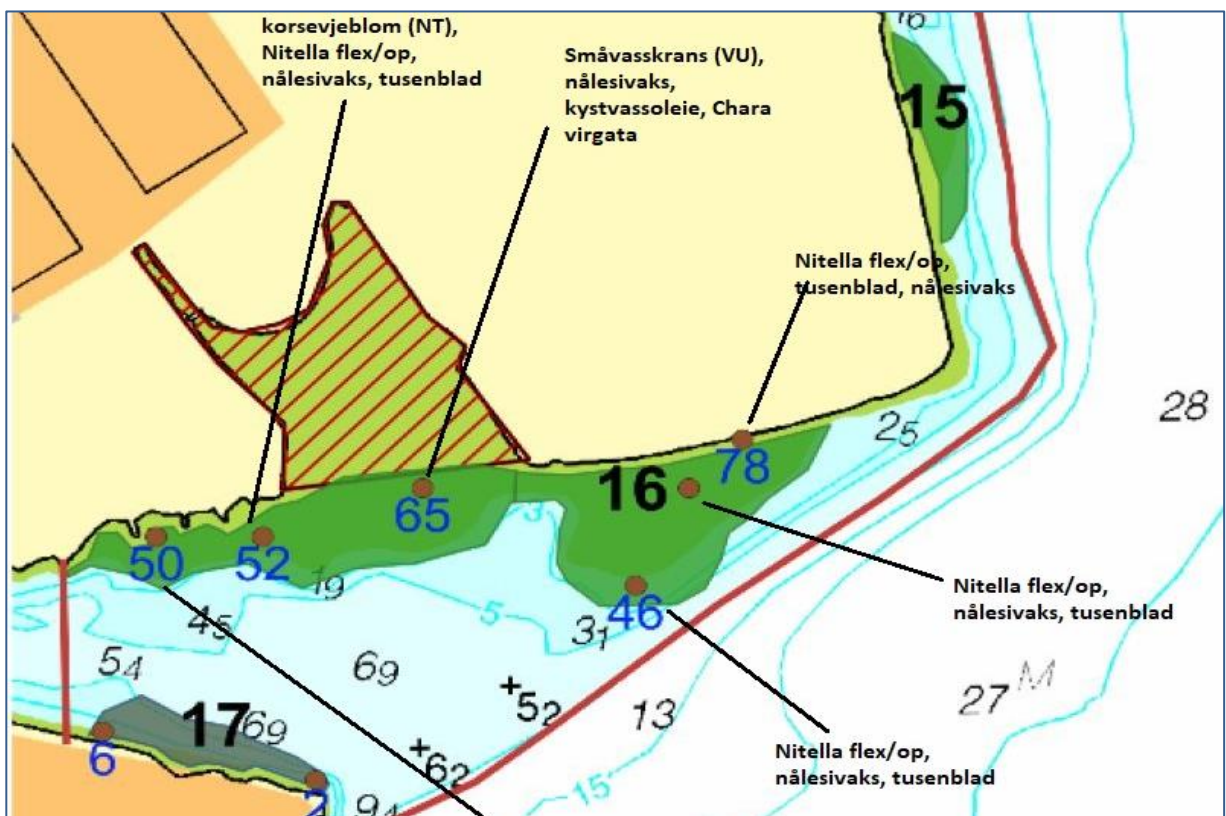 korsevjeblom (NT),
Nitella flex/op,
nålesivaks, tusenblad
Småvasskrans (VU),
nålesivaks,
kystvassoleie, Chara
virgata
16
15
Nitella flex/op,
tusenblad, nålesivaks
28
25
78
16
65
3
50
52
19
46
Nitella flex/op,
nålesivaks, tusenblad
45
5
31
54
69
27 M
+52
13
17
69
6
+62
Nitella flex/op,
nålesivaks, tusenblad
2
94
15